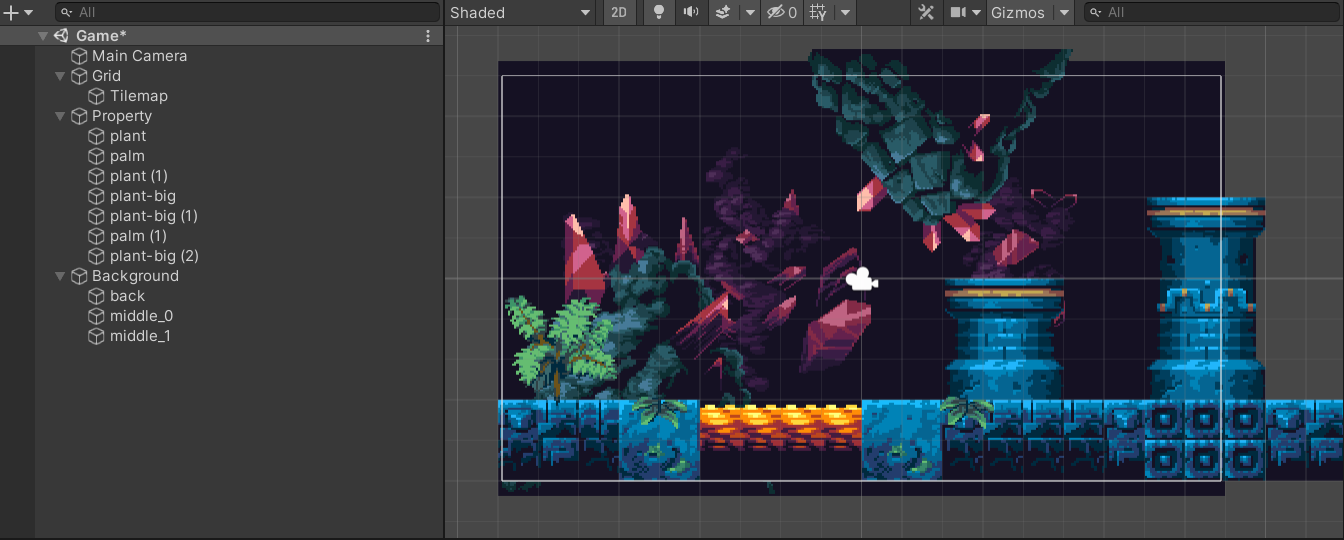 All
Shaded 2D 0 Gizmos All
Game*
Main Camera
Grid
Tilemap
Property
plant
palm
plant (1)
plant-big
plant-big (1)
palm (1)
plant-big (2)
Background
back
middle_0
middle_1